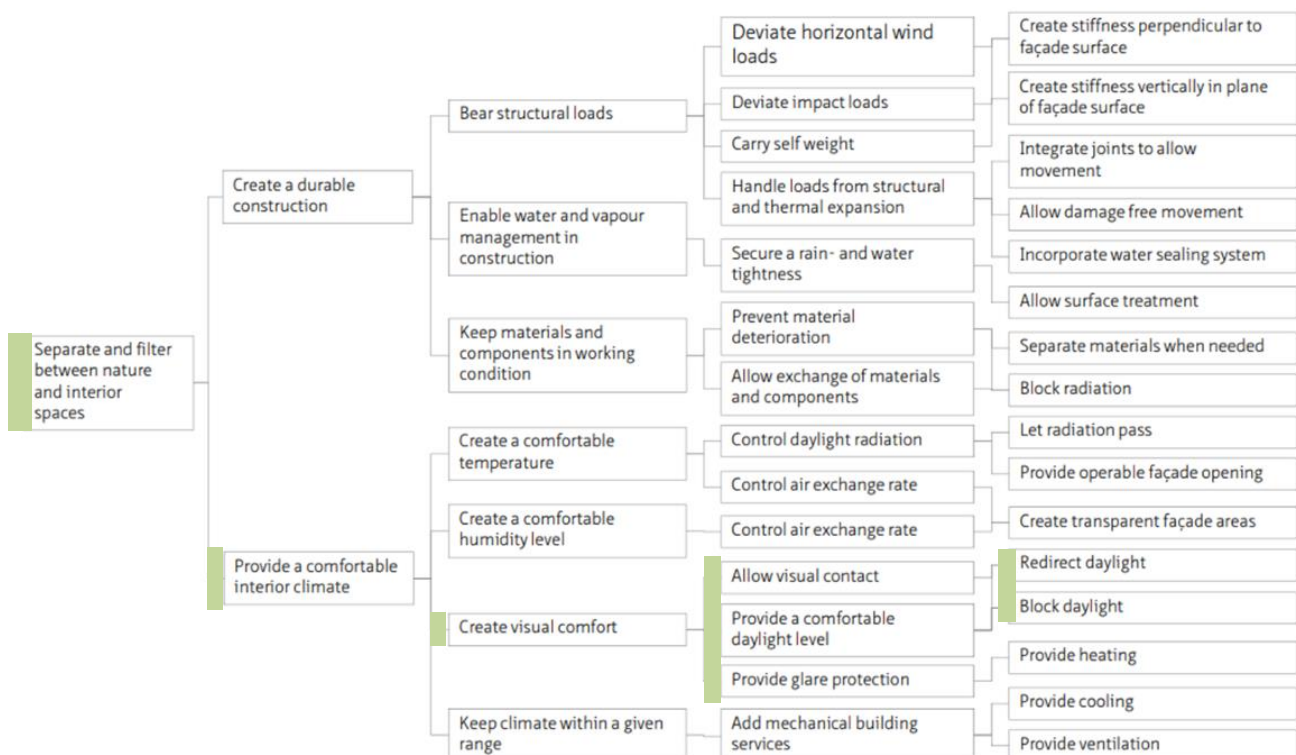 Separate and filter
between nature
and interior
spaces
Create a durable
construction
Provide a comfortable
interior climate
Bear structural loads
Enable water and vapour
management in
construction
Keep materials and
components in working
condition
Create a comfortable
temperature
Create a comfortable
humidity level
Create visual comfort
Keep climate within a given
range
Deviate horizontal wind
loads
Deviate impact loads
Carry self weight
Handle loads from structural
and thermal expansion
Secure a rain- and water
tightness
Prevent material
deterioration
Allow exchange of materials
and components
Control daylight radiation
Control air exchange rate
Control air exchange rate
Allow visual contact
Provide a comfortable
daylight level
Provide glare protection
Add mechanical building
services
Create stiffness perpendicular to
façade surface
Create stiffness vertically in plane
of façade surface
Integrate joints to allow
movement
Allow damage free movement
Incorporate water sealing system
Allow surface treatment
Separate materials when needed
Block radiation
Let radiation pass
Provide operable façade opening
Create transparent façade areas
Redirect daylight
Block daylight
Provide heating
Provide cooling
Provide ventilation